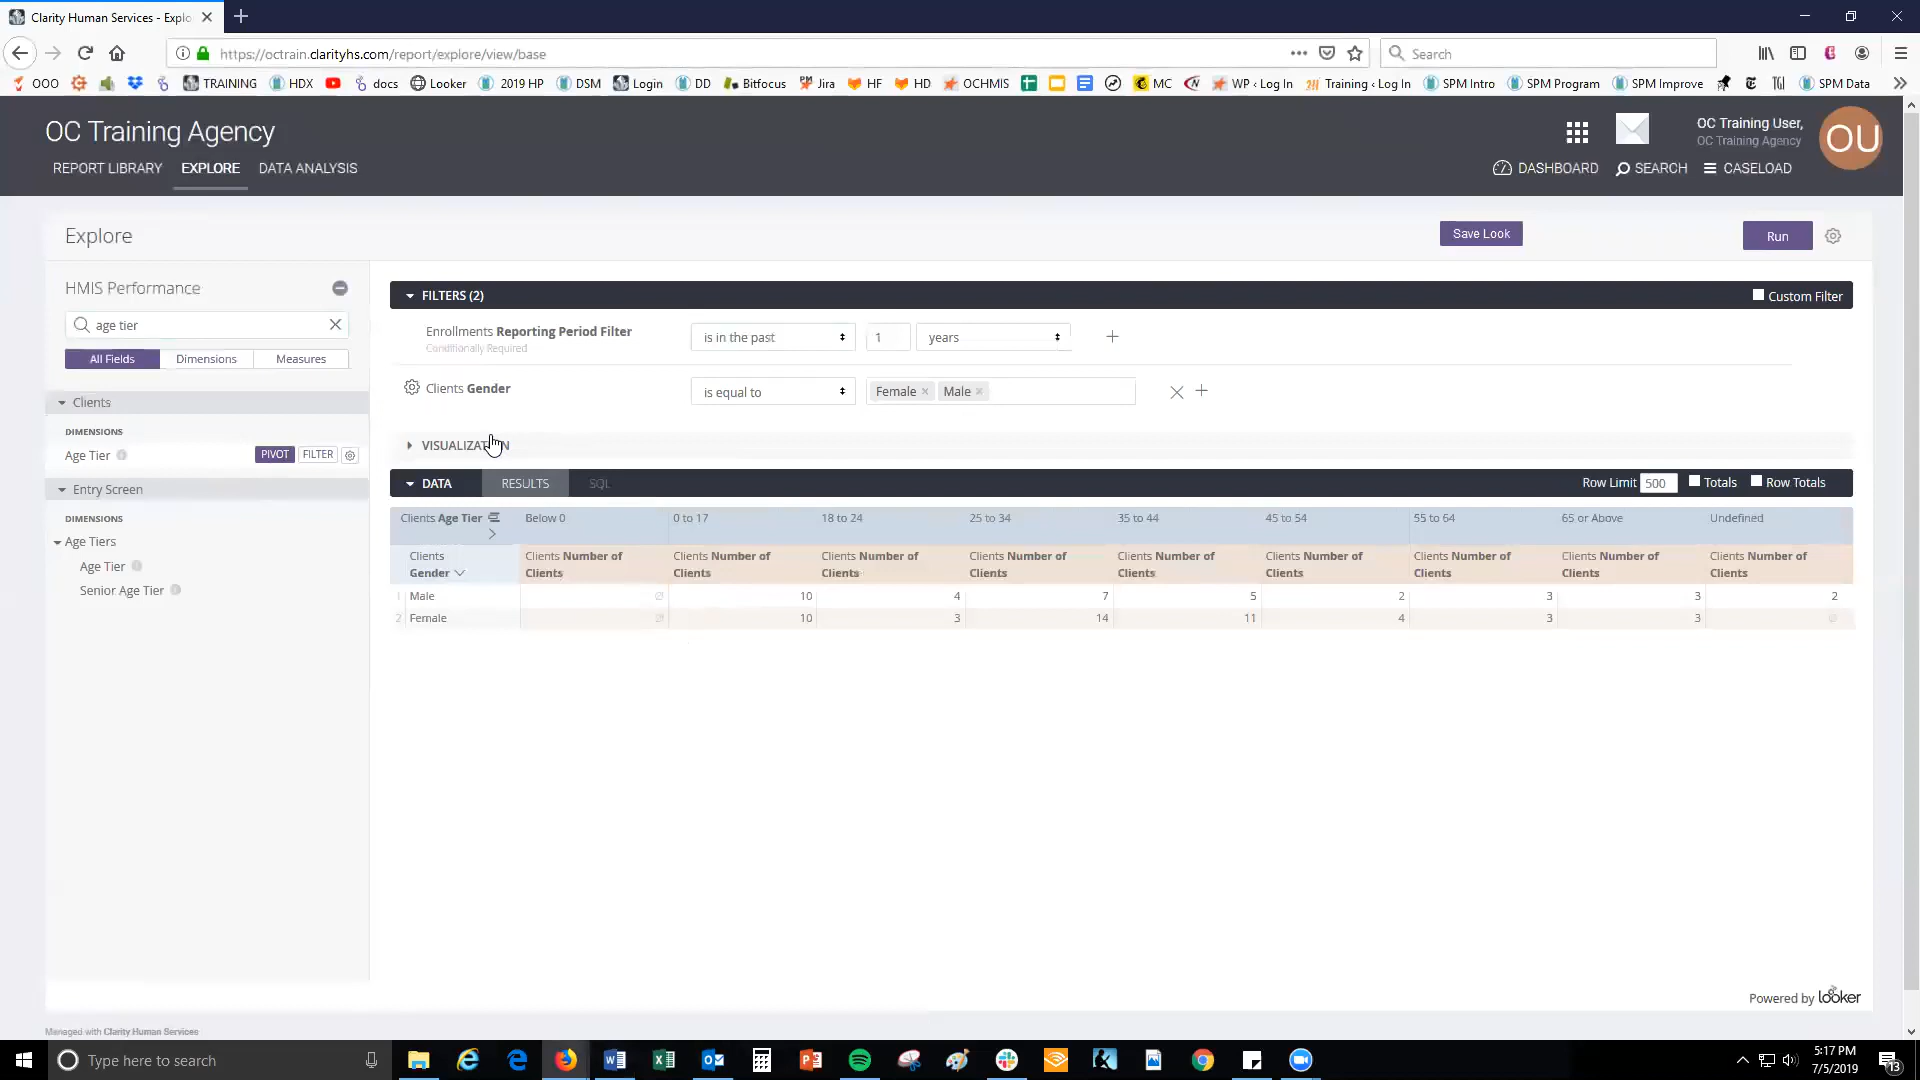 Clarity Human Services - Explo
https://octrain.clarityhs.com/report/explore/view/base
Search
OOO TRAINING HDX docs Looker 2019 HP DSM Login DD Bitfocus Jira HF HD OCHMIS MC WP ‹ Log In Training ‹ Log In SPM Intro SPM Program SPM Improve SPM Data
OC Training Agency
OC Training User,
OC Training Agency
OU
REPORT LIBRARY EXPLORE DATA ANALYSIS
DASHBOARD SEARCH CASELOAD
Explore
Save Look
Run
HMIS Performance
age tier
All Fields Dimensions Measures
Clients
DIMENSIONS
Age Tier PIVOT FILTER
Entry Screen
DIMENSIONS
Age Tiers
Age Tier
Senior Age Tier
FILTERS (2)
Custom Filter
Enrollments Reporting Period Filter
Conditionally Required
is in the past 1 years
Clients Gender is equal to Female Male
VISUALIZATION
DATA RESULTS SQL
Row Limit 500 Totals Row Totals
Clients Age Tier Below 0 0 to 17 18 to 24 25 to 34 35 to 44 45 to 54 55 to 64 65 or Above Undefined
Clients Clients Number of Clients Number of Clients Number of Clients Number of Clients Number of Clients Number of Clients Number of Clients Number of Clients Number of
Gender Clients Clients Clients Clients Clients Clients Clients Clients Clients
1 Male ∅ 10 4 7 5 2 3 3 2
2 Female ∅ 10 3 14 11 4 3 3 ∅
Powered by looker
Managed with Clarity Human Services
Type here to search
5:17 PM
7/5/2019
13